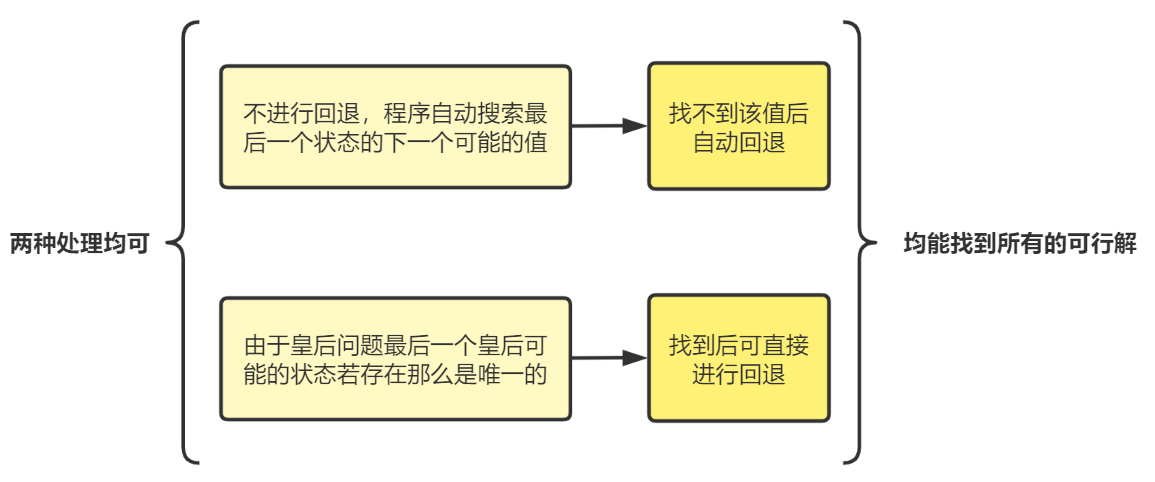 两种处理均可
不进行回退，程序自动搜索最
后一个状态的下一个可能的值
找不到该值后
自动回退
由于皇后问题最后一个皇后可
能的状态若存在那么是唯一的
找到后可直接
进行回退
均能找到所有的可行解